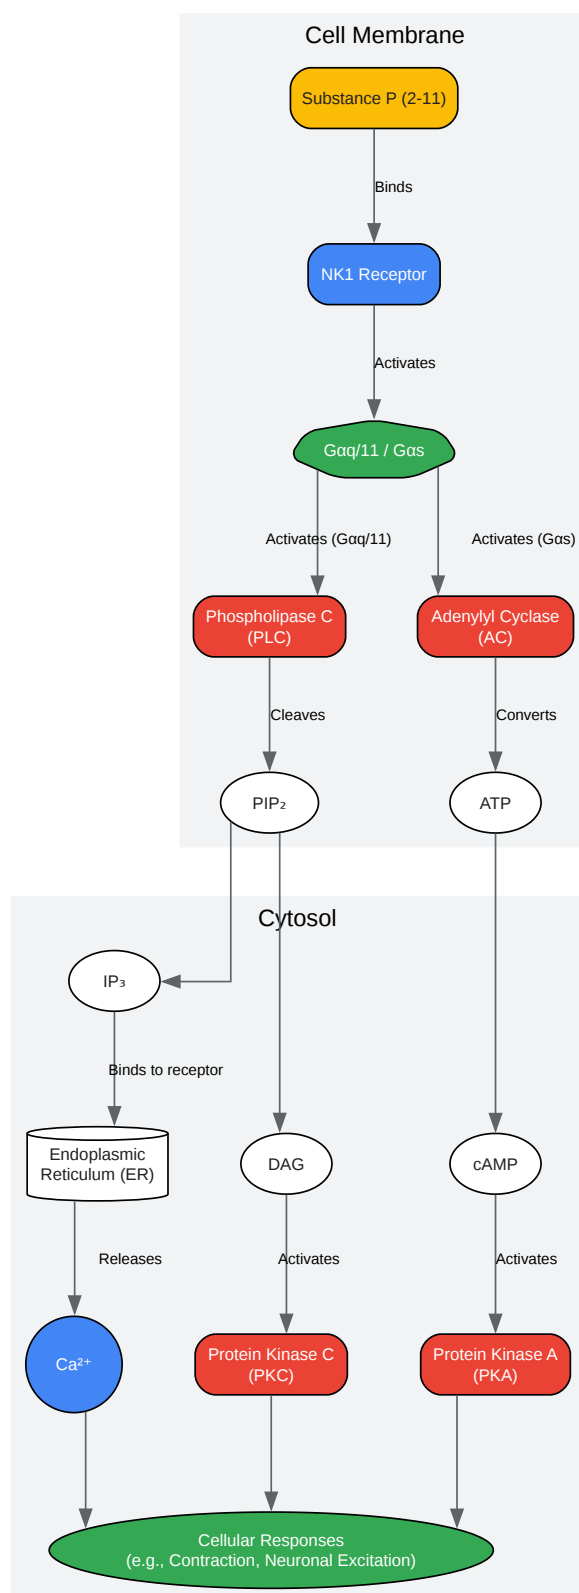 Cell Membrane
Substance P (2-11)
Binds
NK1 Receptor
Activates
Gαq/11 / Gαs
Activates (Gαq/11)
Activates (Gαs)
Phospholipase C
(PLC)
Adenylyl Cyclase
(AC)
Cleaves
Converts
PIP₂
ATP
Cytosol
IP₃
Binds to receptor
Endoplasmic
Reticulum (ER)
DAG
cAMP
Releases
Activates
Activates
Ca²⁺
Protein Kinase C
(PKC)
Protein Kinase A
(PKA)
Cellular Responses
(e.g., Contraction, Neuronal Excitation)